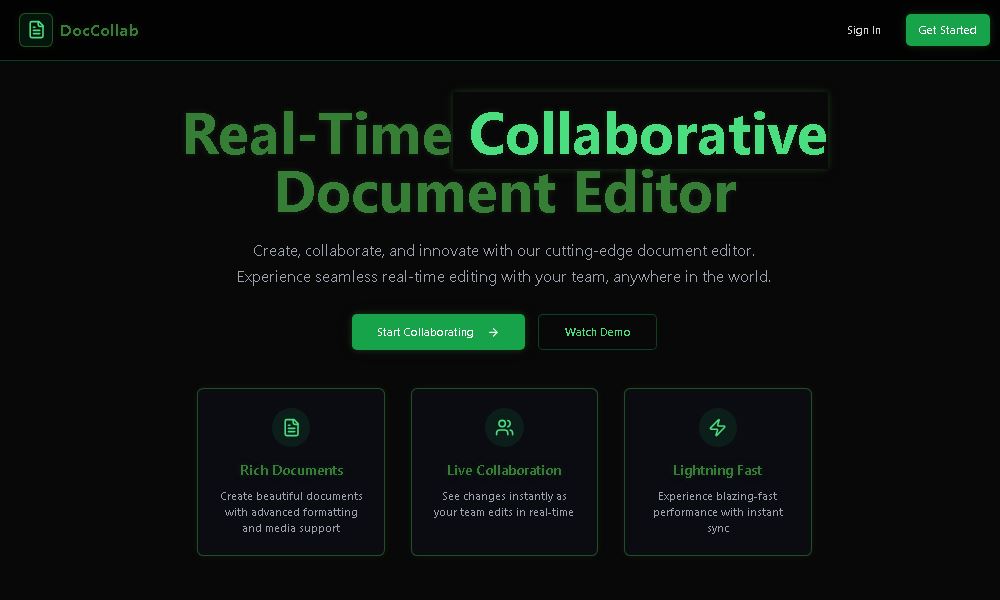 DocCollab
Sign In
Get Started
Real-Time Collaborative
Document Editor
Create, collaborate, and innovate with our cutting-edge document editor.
Experience seamless real-time editing with your team, anywhere in the world.
Start Collaborating
Watch Demo
Rich Documents
Create beautiful documents
with advanced formatting
and media support
Live Collaboration
See changes instantly as
your team edits in real-time
Lightning Fast
Experience blazing-fast
performance with instant
sync